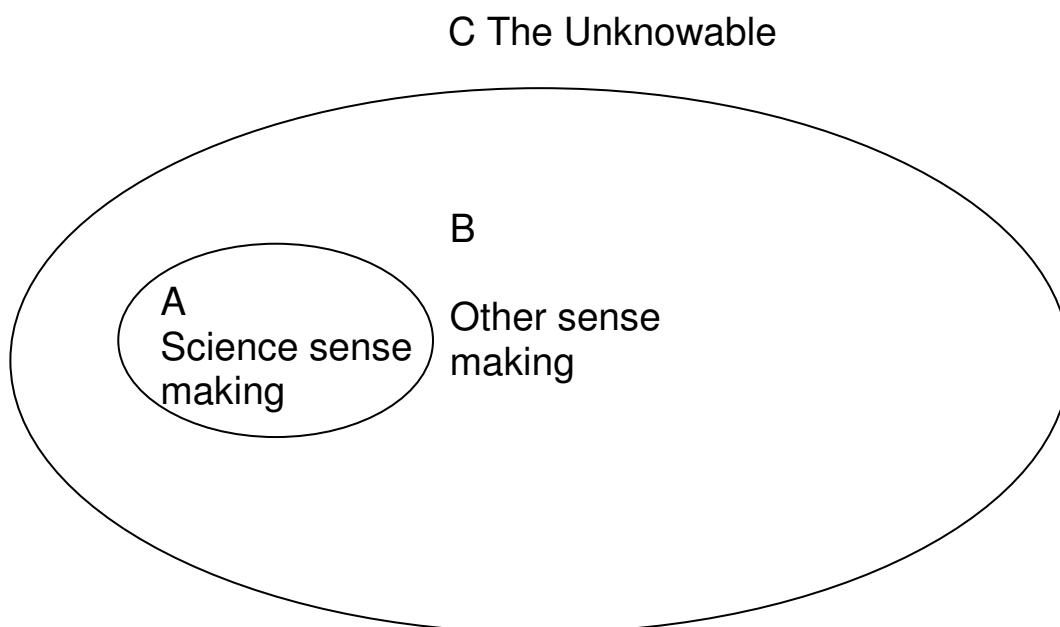 C The Unknowable
B
A
Science sense
making
Other sense
making